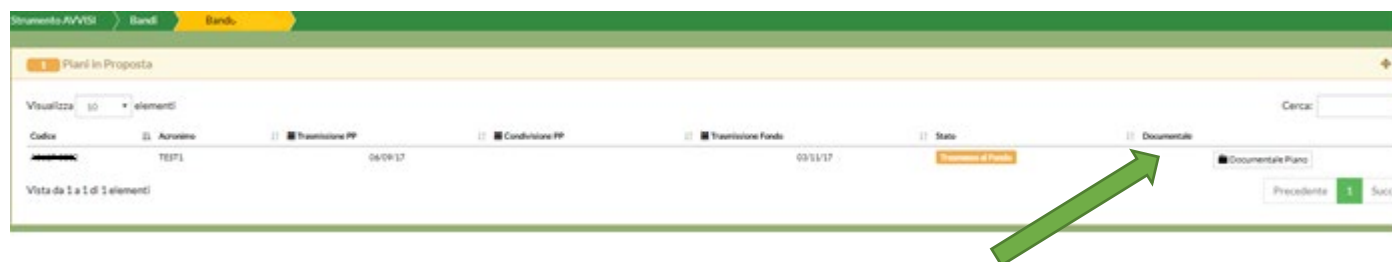 Strumento AVVISI Bandi Bando
1 Piani in Proposta
Visualizza 10 elementi Cerca:
Codice Acronimo Trasmissione PP Condivisione PP Trasmissione Fondo Stato Documentale
TEST1 06/09/17 03/11/17 Trasmesso al Fondo Documentale Piano
Vista da 1 a 1 di 1 elementi Precedente 1 Succ